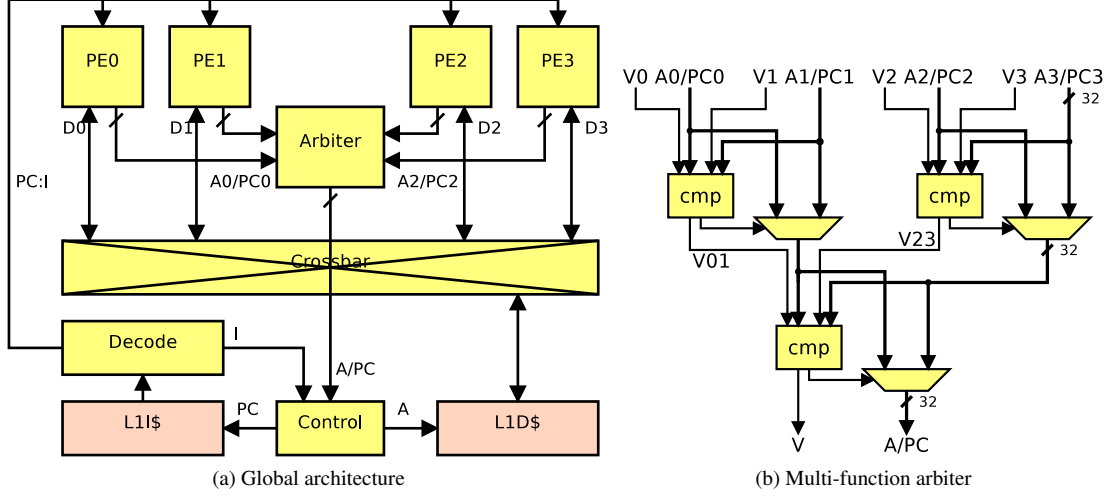 PE0 PE1 PE2 PE3
D0 D1 D2 D3
Arbiter
PC:I A0/PC0 A2/PC2
Crossbar
Decode I
A/PC
L1I$ PC Control A L1D$
(a) Global architecture
V0 A0/PC0 V1 A1/PC1 V2 A2/PC2 V3 A3/PC3
32
cmp cmp
V01 V23 32
cmp
32
V A/PC
(b) Multi-function arbiter